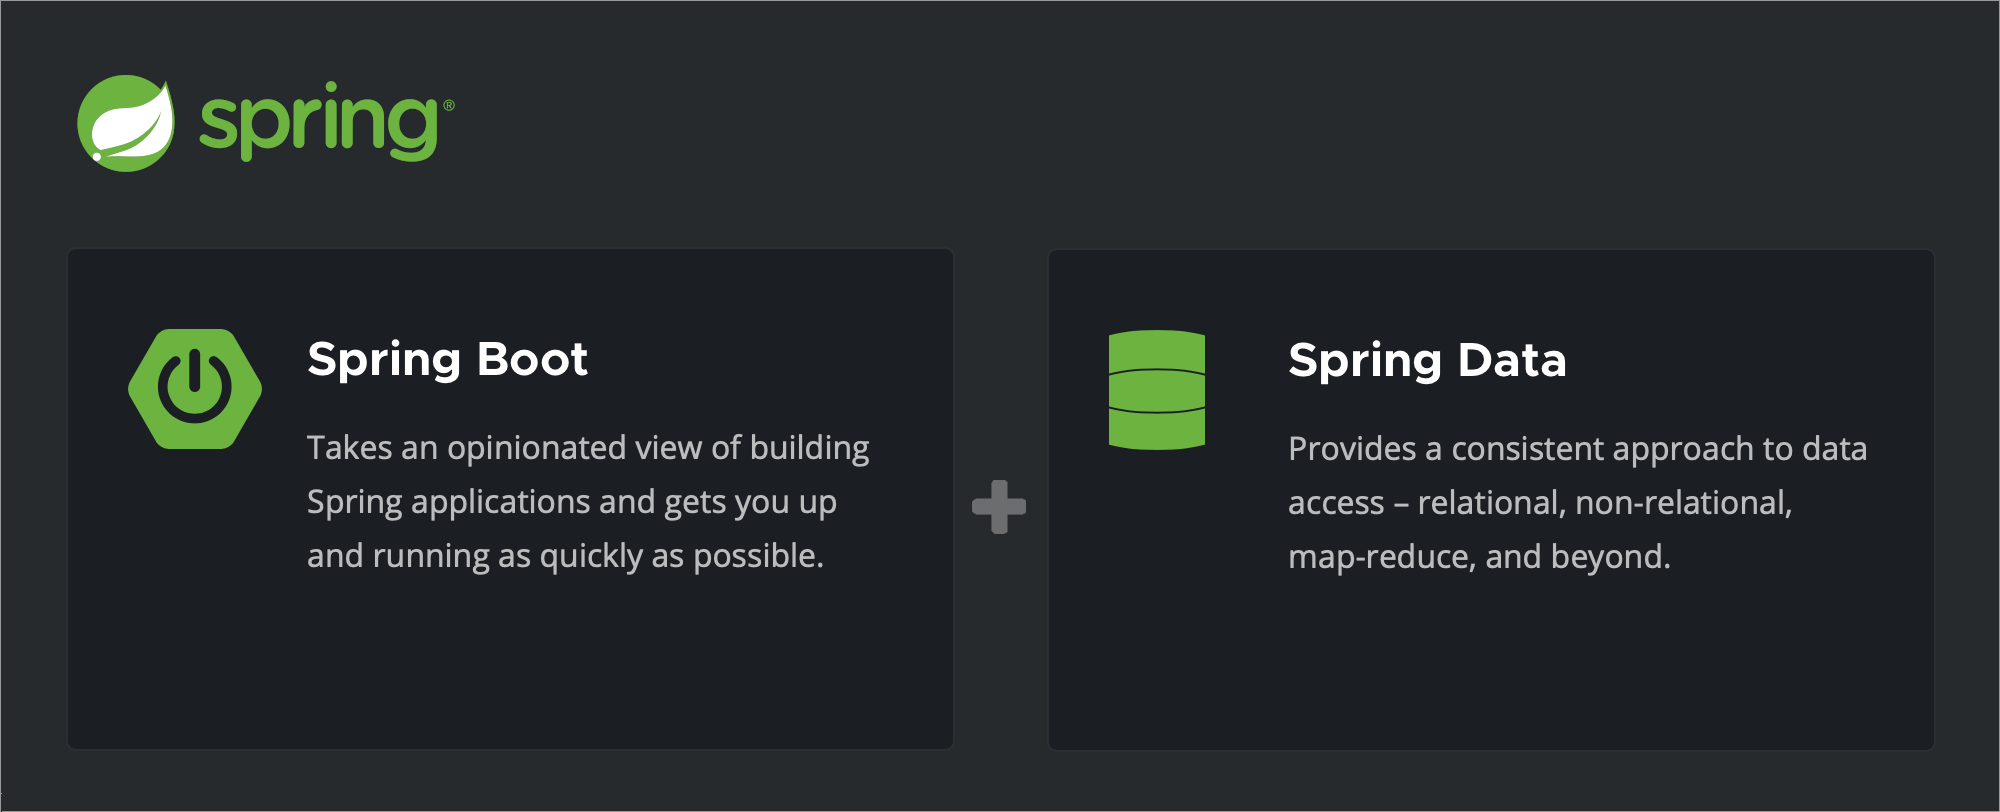 spring®
Spring Boot
Takes an opinionated view of building
Spring applications and gets you up
and running as quickly as possible.
Spring Data
Provides a consistent approach to data
access – relational, non-relational,
map-reduce, and beyond.